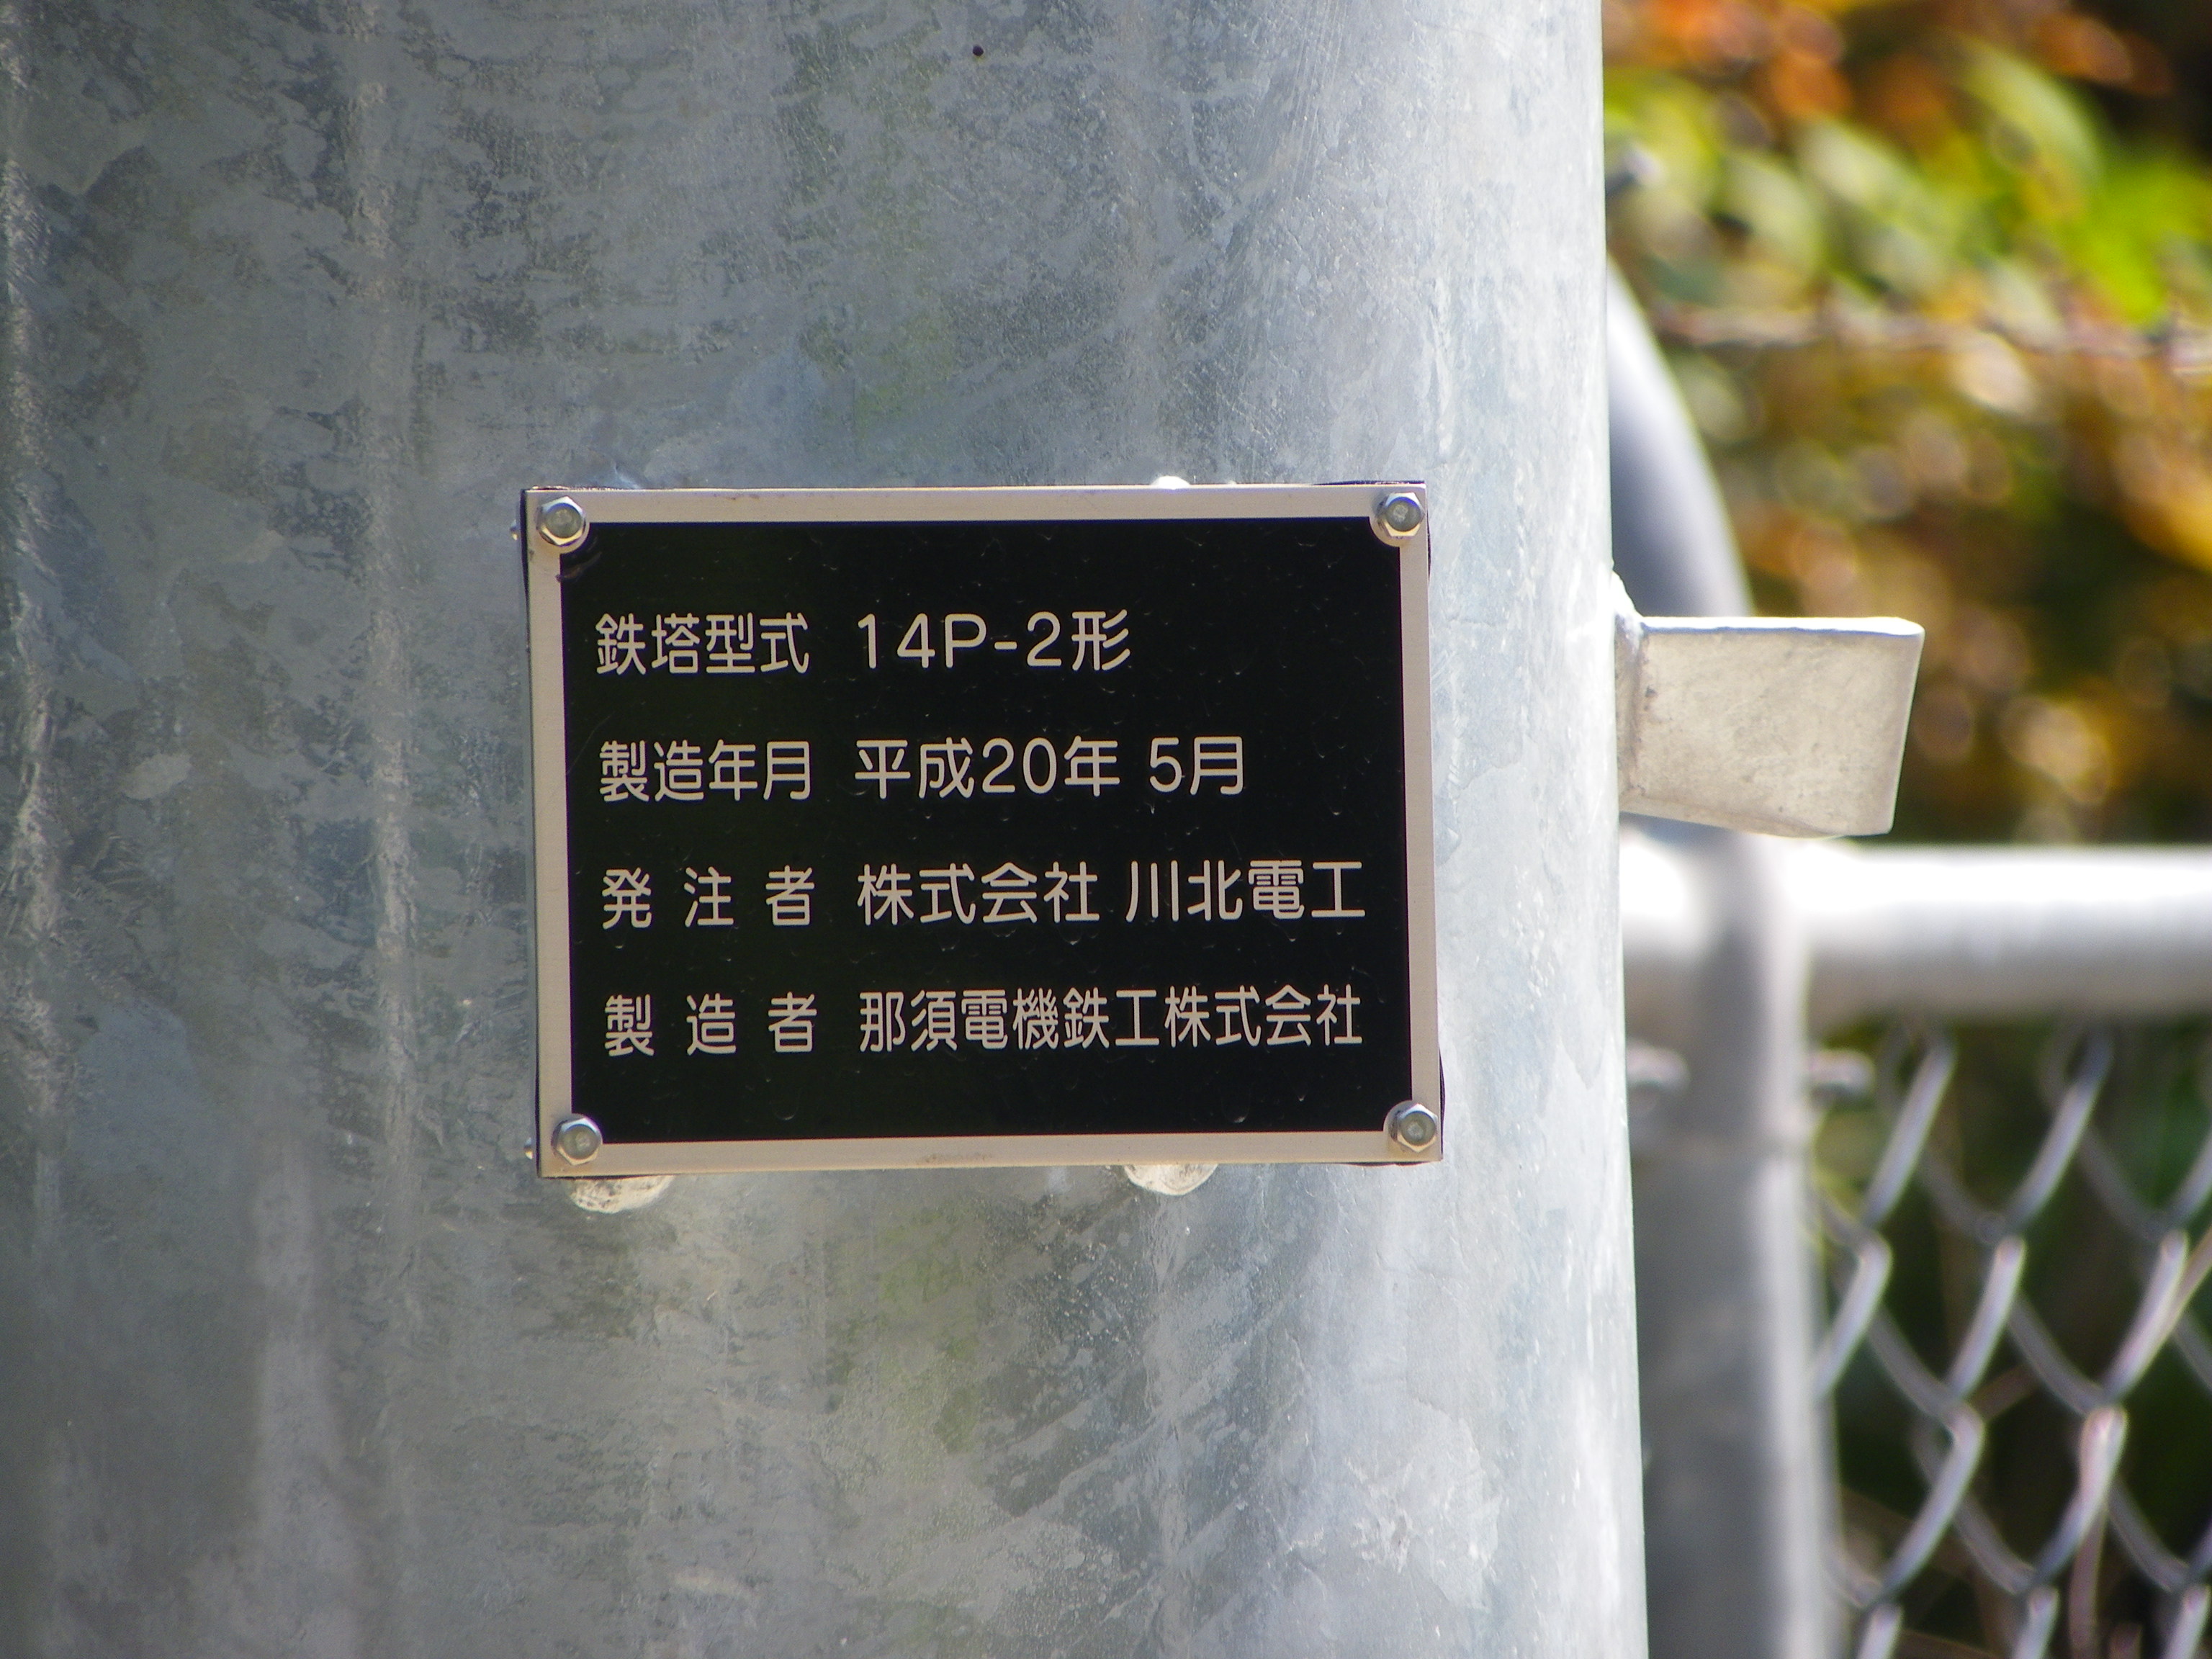 鉄塔型式 14P-2形
製造年月 平成20年 5月
発注者 株式会社 川北電工
製造者 那須電機鉄工株式会社